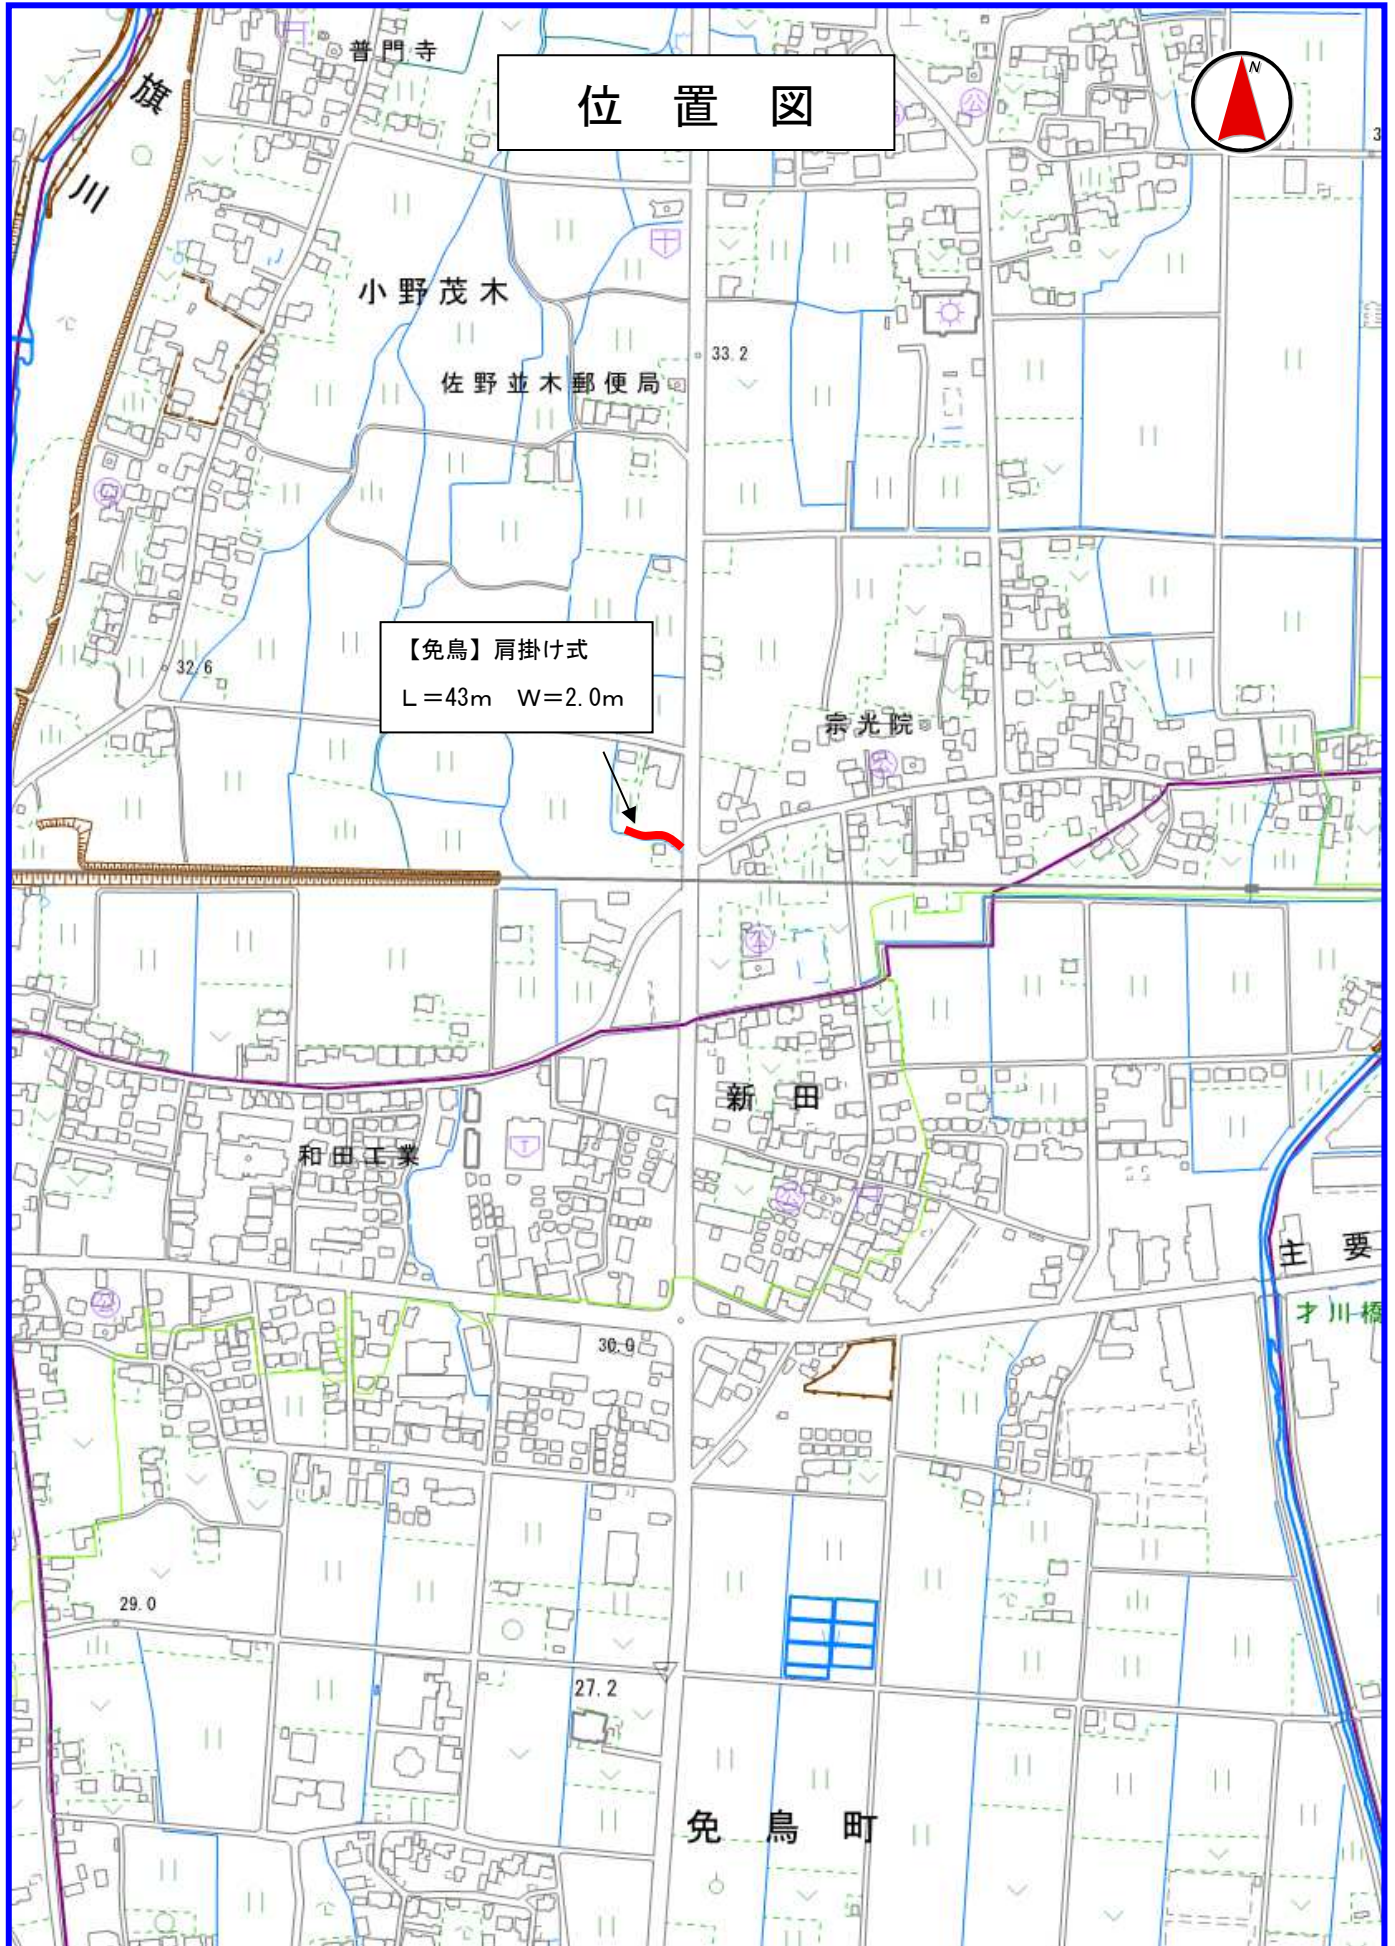 普門寺
位置図
N
旗川
小野茂木
33.2
佐野並木郵便局
【免鳥】肩掛け式
L=43m W=2.0m
32.6
宗光院
新田
和田工業
主要
才川橋
30.9
29.0
27.2
免鳥町